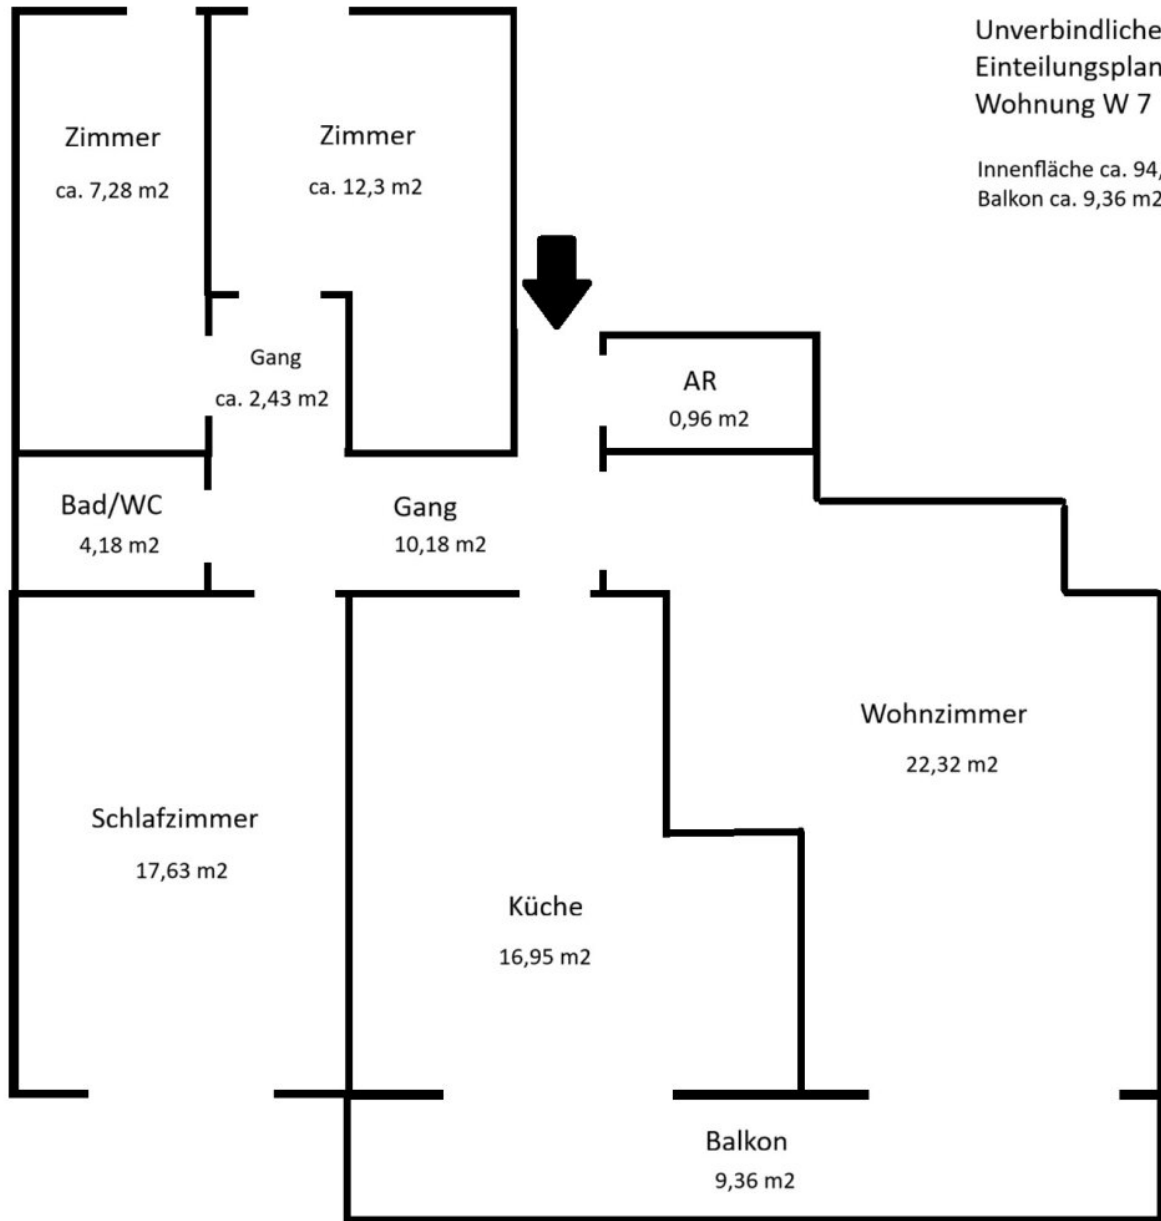 Unverbindliche
Einteilungsplan
Wohnung W 7
Innenfläche ca. 94,
Balkon ca. 9,36 m2
Zimmer
ca. 7,28 m2
Zimmer
ca. 12,3 m2
Gang
ca. 2,43 m2
AR
0,96 m2
Bad/WC
4,18 m2
Gang
10,18 m2
Wohnzimmer
22,32 m2
Schlafzimmer
17,63 m2
Küche
16,95 m2
Balkon
9,36 m2